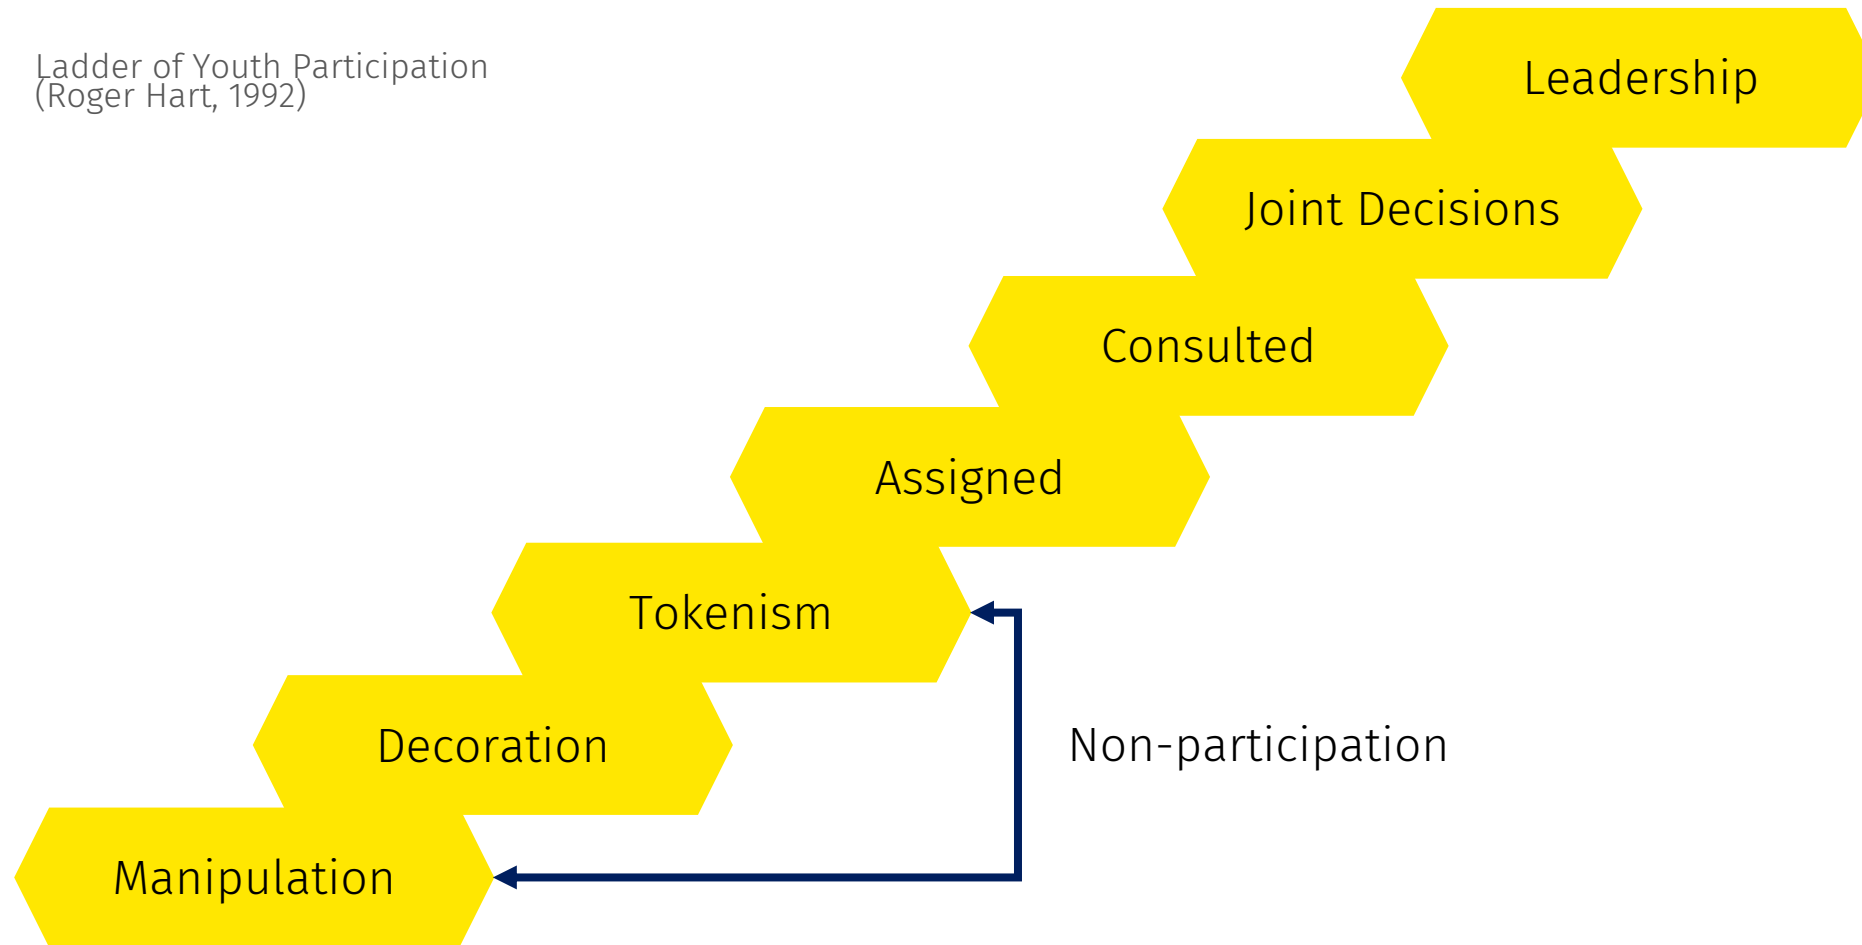 Ladder of Youth Participation
(Roger Hart, 1992)
Leadership
Joint Decisions
Consulted
Assigned
Tokenism
Decoration
Non-participation
Manipulation